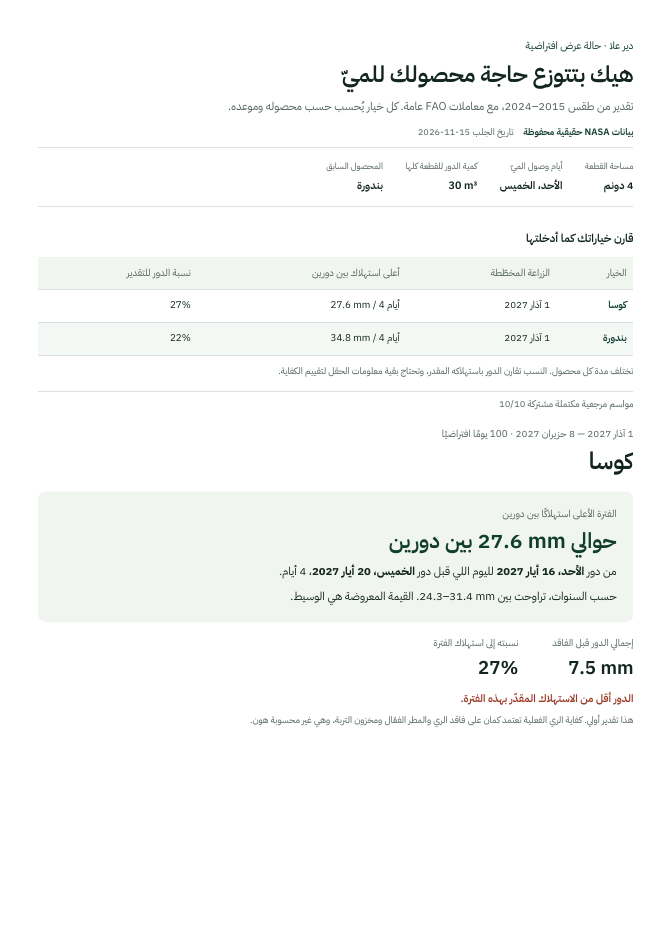 دير علا · حالة عرض افتراضية
هيك بتتوزع حاجة محصولك للميّ
تقدير من طقس 2015–2024، مع معاملات FAO عامة. كل خيار يُحسب حسب محصوله وموعده.
بيانات NASA حقيقية محفوظة تاريخ الجلب 15-11-2026
مساحة القطعة أيام وصول الميّ كمية الدور للقطعة كلها المحصول السابق
4 دونم الأحد، الخميس 30 m³ بندورة
قارن خياراتك كما أدخلتها
الخيار الزراعة المخطّطة أعلى استهلاك بين دورين نسبة الدور للتقدير
كوسا 1 آذار 2027 27.6 mm / 4 أيام 27%
بندورة 1 آذار 2027 34.8 mm / 4 أيام 22%
تختلف مدة كل محصول. النسب تقارن الدور باستهلاكه المقدر، وتحتاج بقية معلومات الحقل لتقييم الكفاية.
مواسم مرجعية مكتملة مشتركة 10/10
1 آذار 2027 — 8 حزيران 2027 · 100 يومًا افتراضيًا
كوسا
الفترة الأعلى استهلاكًا بين دورين
حوالي 27.6 mm بين دورين
من دور الأحد، 16 أيار 2027 لليوم اللي قبل دور الخميس، 20 أيار 2027، 4 أيام.
حسب السنوات، تراوحت بين 24.3–31.4 mm. القيمة المعروضة هي الوسيط.
إجمالي الدور قبل الفاقد نسبته إلى استهلاك الفترة
7.5 mm 27%
الدور أقل من الاستهلاك المقدّر بهذه الفترة.
هذا تقدير أولي. كفاية الري الفعلية تعتمد كمان على فاقد الري والمطر الفعّال ومخزون التربة، وهي غير محسوبة هون.